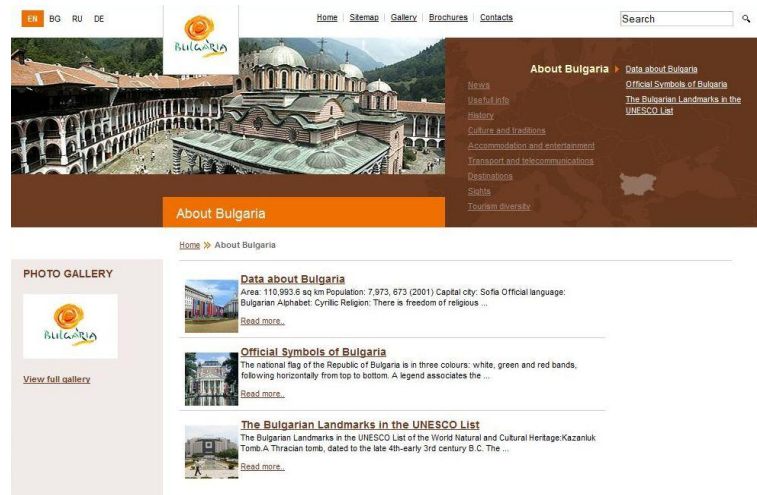 EN BG RU DE
BULGARIA
Home Sitemap Gallery Brochures Contacts
Search
About Bulgaria
News
Usefull info
History
Culture and traditions
Accommodation and entertainment
Transport and telecommunications
Destinations
Sights
Tourism diversity
Data about Bulgaria
Official Symbols of Bulgaria
The Bulgarian Landmarks in the
UNESCO List
About Bulgaria
Home » About Bulgaria
PHOTO GALLERY
BULGARIA
View full gallery
Data about Bulgaria
Area: 110,993.6 sq km Population: 7,973, 673 (2001) Capital city: Sofia Official language:
Bulgarian Alphabet: Cyrillic Religion: There is freedom of religious ...
Read more..
Official Symbols of Bulgaria
The national flag of the Republic of Bulgaria is in three colours: white, green and red bands,
following horizontally from top to bottom. A legend associates the ...
Read more..
The Bulgarian Landmarks in the UNESCO List
The Bulgarian Landmarks in the UNESCO List of the World Natural and Cultural Heritage:Kazanluk
Tomb.A Thracian tomb, dated to the late 4th-early 3rd century B.C. The ...
Read more..